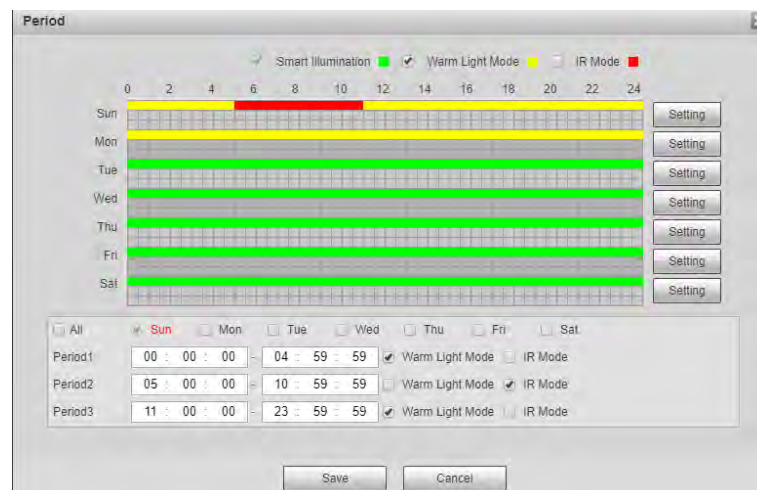 Period
Smart Illumination Warm Light Mode IR Mode
0 2 4 6 8 10 12 14 16 18 20 22 24
Sun Setting
Mon Setting
Tue Setting
Wed Setting
Thu Setting
Fri Setting
Sat Setting
All Sun Mon Tue Wed Thu Fri Sat
Period1 00 : 00 : 00 - 04 : 59 : 59 Warm Light Mode IR Mode
Period2 05 : 00 : 00 - 10 : 59 : 59 Warm Light Mode IR Mode
Period3 11 : 00 : 00 - 23 : 59 : 59 Warm Light Mode IR Mode
Save Cancel